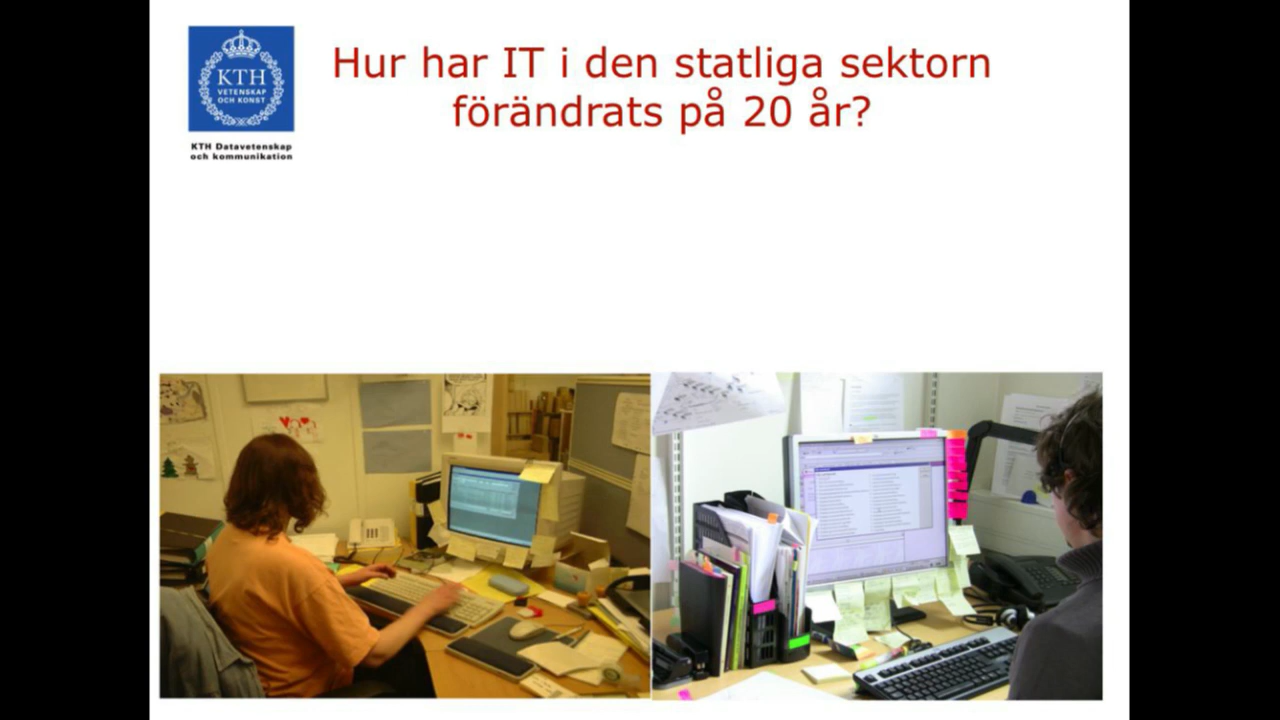 KTH
VETENSKAP
OCH KONST
KTH Datavetenskap
och kommunikation
Hur har IT i den statliga sektorn
förändrats på 20 år?